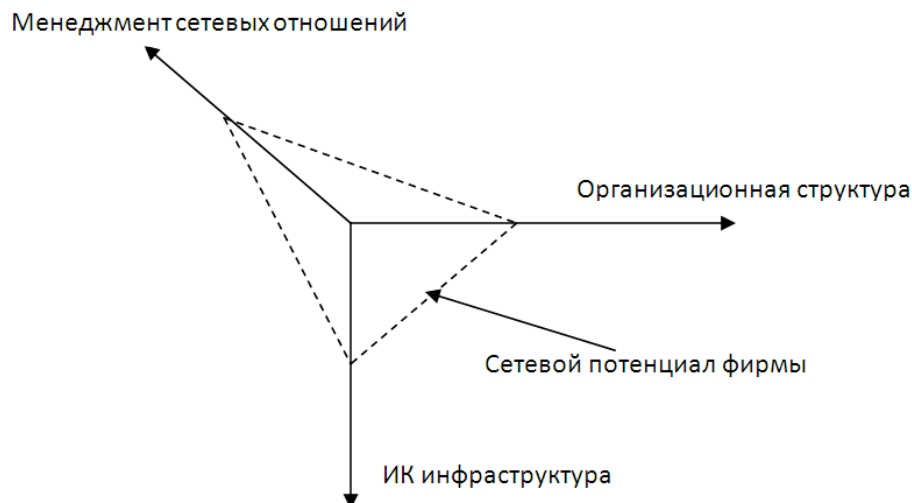 Менеджмент сетевых отношений
Организационная структура
Сетевой потенциал фирмы
ИК инфраструктура